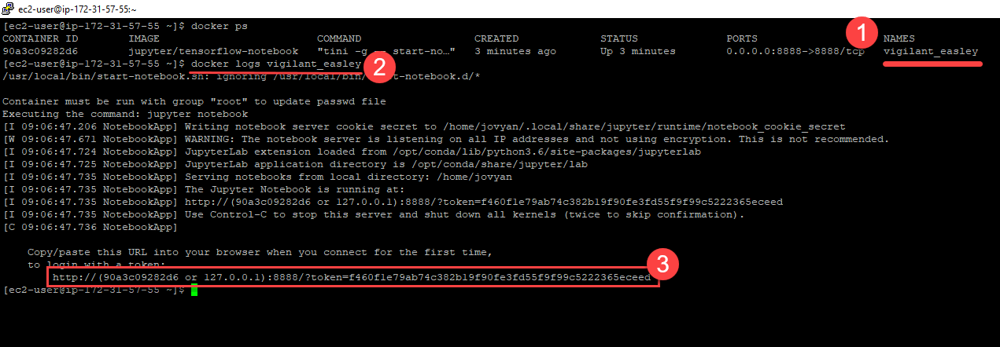 ec2-user@ip-172-31-57-55:~
[ec2-user@ip-172-31-57-55 ~]$ docker ps
CONTAINER ID IMAGE COMMAND CREATED STATUS PORTS NAMES
90a3c09282d6 jupyter/tensorflow-notebook "tini -g -- start-no…" 3 minutes ago Up 3 minutes 0.0.0.0:8888->8888/tcp vigilant_easley
1
[ec2-user@ip-172-31-57-55 ~]$ docker logs vigilant_easley
2
/usr/local/bin/start-notebook.sh: ignoring /usr/local/bin/start-notebook.d/*
Container must be run with group "root" to update passwd file
Executing the command: jupyter notebook
[I 09:06:47.206 NotebookApp] Writing notebook server cookie secret to /home/jovyan/.local/share/jupyter/runtime/notebook_cookie_secret
[W 09:06:47.671 NotebookApp] WARNING: The notebook server is listening on all IP addresses and not using encryption. This is not recommended.
[I 09:06:47.724 NotebookApp] JupyterLab extension loaded from /opt/conda/lib/python3.6/site-packages/jupyterlab
[I 09:06:47.725 NotebookApp] JupyterLab application directory is /opt/conda/share/jupyter/lab
[I 09:06:47.735 NotebookApp] Serving notebooks from local directory: /home/jovyan
[I 09:06:47.735 NotebookApp] The Jupyter Notebook is running at:
[I 09:06:47.735 NotebookApp] http://(90a3c09282d6 or 127.0.0.1):8888/?token=f460f1e79ab74c382b19f90fe3fd55f9f99c5222365eceed
[I 09:06:47.735 NotebookApp] Use Control-C to stop this server and shut down all kernels (twice to skip confirmation).
[C 09:06:47.736 NotebookApp]
Copy/paste this URL into your browser when you connect for the first time,
to login with a token:
http://(90a3c09282d6 or 127.0.0.1):8888/?token=f460f1e79ab74c382b19f90fe3fd55f9f99c5222365eceed
3
[ec2-user@ip-172-31-57-55 ~]$